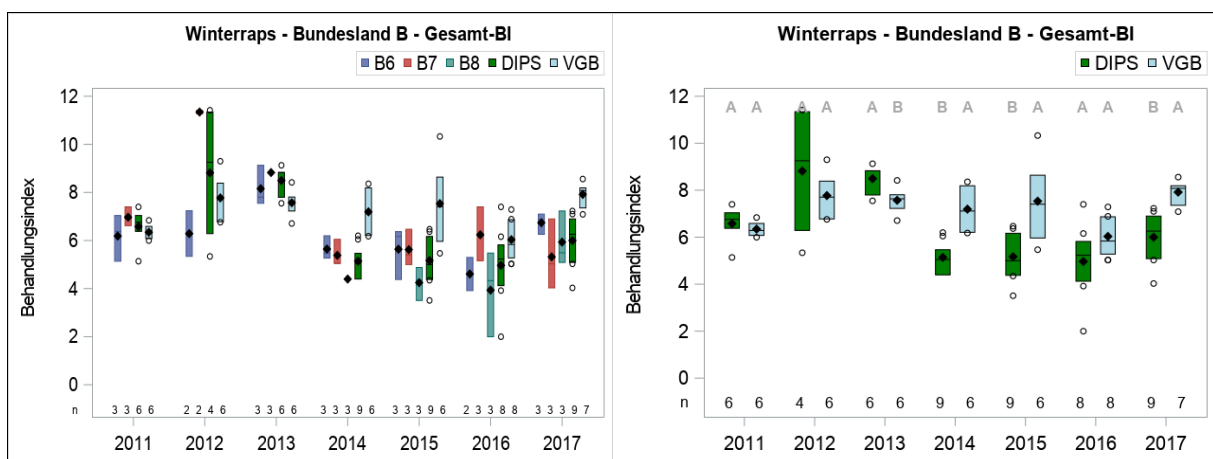 Winterraps - Bundesland B - Gesamt-BI
B6 B7 B8 DIPS VGB
Behandlungsindex
12
10
8
6
4
2
0
n 3 3 6 6 2 2 4 6 3 3 6 6 3 3 3 9 6 3 3 3 9 6 2 3 3 8 8 3 3 3 9 7
2011 2012 2013 2014 2015 2016 2017
Winterraps - Bundesland B - Gesamt-BI
DIPS VGB
Behandlungsindex
12
10
8
6
4
2
0
A A A A A B B A B A A A B A
n 6 6 4 6 6 6 9 6 9 6 8 8 9 7
2011 2012 2013 2014 2015 2016 2017